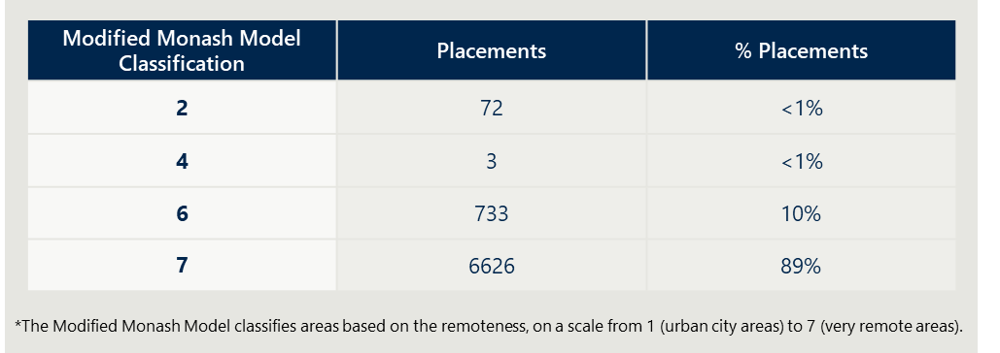 Modified Monash Model
Classification
Placements
% Placements
2
72
<1%
4
3
<1%
6
733
10%
7
6626
89%
*The Modified Monash Model classifies areas based on the remoteness, on a scale from 1 (urban city areas) to 7 (very remote areas).